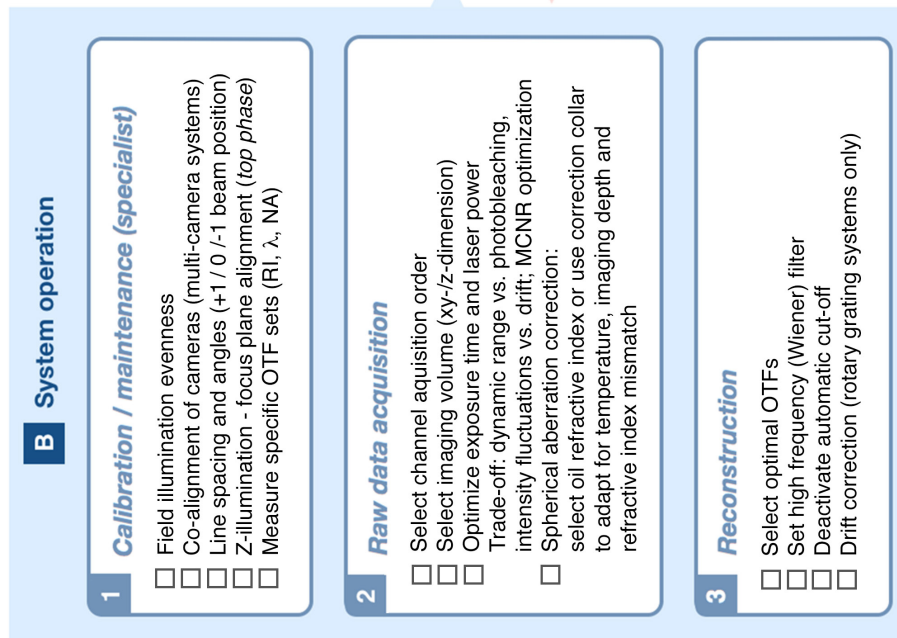 B System operation
1 Calibration / maintenance (specialist)
Field illumination evenness
Co-alignment of cameras (multi-camera systems)
Line spacing and angles (+1 / 0 /-1 beam position)
Z-illumination - focus plane alignment (top phase)
Measure specific OTF sets (RI, λ, NA)
2 Raw data acquisition
Select channel aquisition order
Select imaging volume (xy-/z-dimension)
Optimize exposure time and laser power
Trade-off: dynamic range vs. photobleaching,
intensity fluctuations vs. drift; MCNR optimization
Spherical aberration correction:
select oil refractive index or use correction collar
to adapt for temperature, imaging depth and
refractive index mismatch
3 Reconstruction
Select optimal OTFs
Set high frequency (Wiener) filter
Deactivate automatic cut-off
Drift correction (rotary grating systems only)